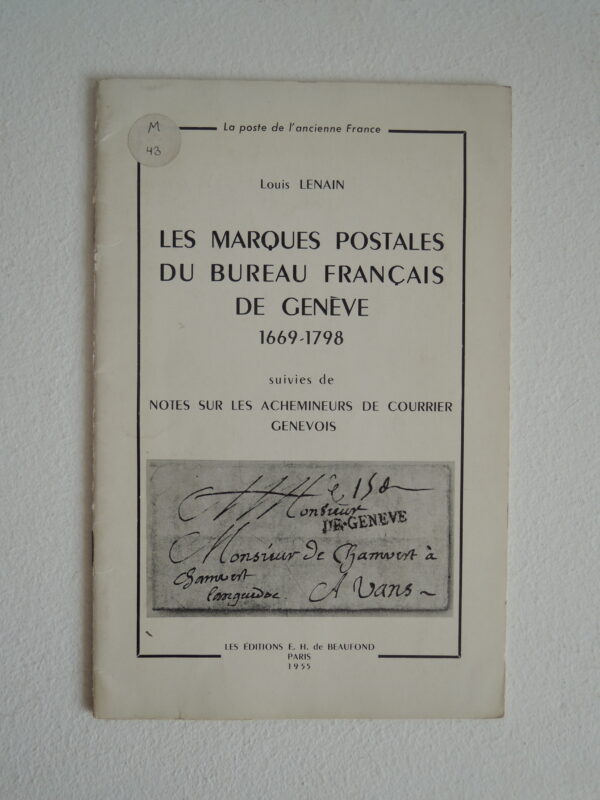 M
43
La poste de l'ancienne France
Louis LENAIN
LES MARQUES POSTALES
DU BUREAU FRANÇAIS
DE GENÈVE
1669-1798
suivies de
NOTES SUR LES ACHEMINEURS DE COURRIER
GENEVOIS
Monsieur
DE·GENEVE
Monsieur de Chamvert à
Chamvert
languedoc.
A Vans
LES ÉDITIONS E. H. de BEAUFOND
PARIS
1955